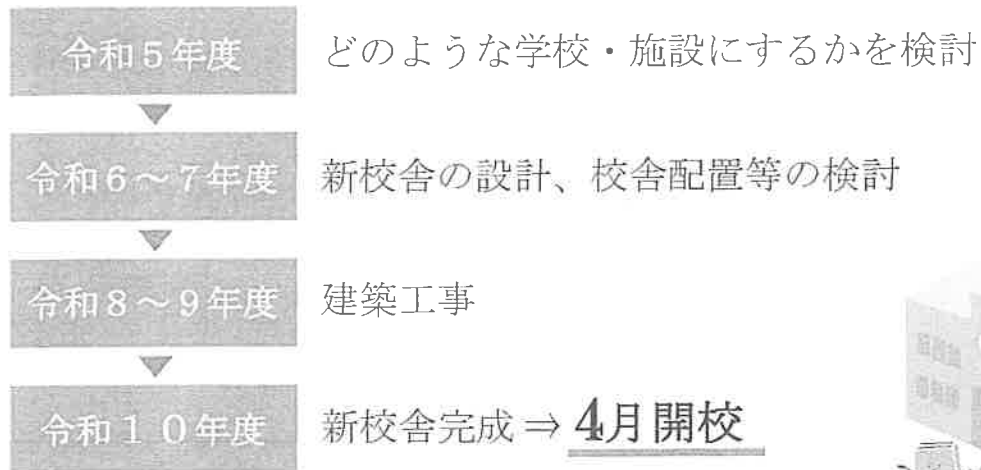 令和5年度 どのような学校・施設にするかを検討
令和6～7年度 新校舎の設計、校舎配置等の検討
令和8～9年度 建築工事
令和10年度 新校舎完成⇒4月開校